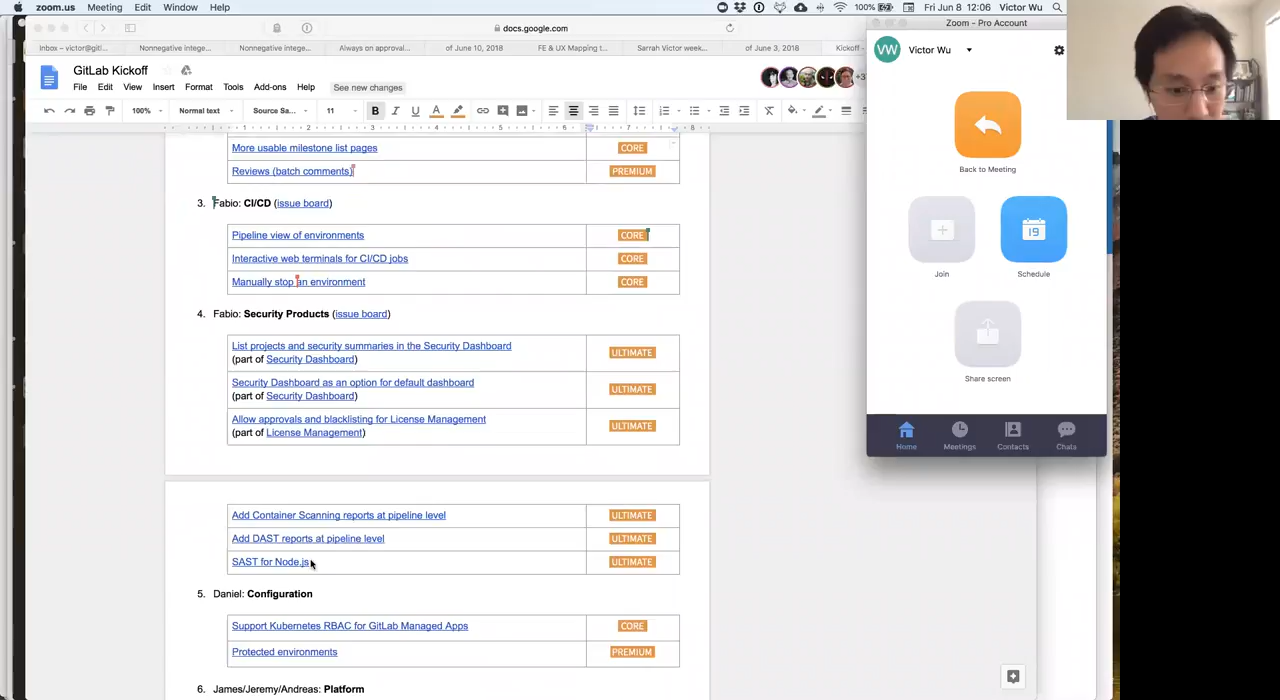 zoom.us Meeting Edit Window Help 100% Fri Jun 8 12:06 Victor Wu
docs.google.com
Zoom - Pro Account
Inbox – victor@gitl... Nonnegative intege... Nonnegative intege... Always on approval... of June 10, 2018 FE & UX Mapping t... Sarrah Victor week... of June 3, 2018 Kickoff -
VW Victor Wu
GitLab Kickoff
+3
File Edit View Insert Format Tools Add-ons Help See new changes
100% Normal text Source Sa... 11 B I U A
6 7 8
More usable milestone list pages CORE
Reviews (batch comments) PREMIUM
Back to Meeting
3. Fabio: CI/CD (issue board)
Pipeline view of environments CORE
Interactive web terminals for CI/CD jobs CORE
Manually stop an environment CORE
19
Join Schedule
4. Fabio: Security Products (issue board)
List projects and security summaries in the Security Dashboard ULTIMATE
(part of Security Dashboard)
Security Dashboard as an option for default dashboard ULTIMATE
(part of Security Dashboard)
Allow approvals and blacklisting for License Management ULTIMATE
(part of License Management)
Share screen
Home Meetings Contacts Chats
Add Container Scanning reports at pipeline level ULTIMATE
Add DAST reports at pipeline level ULTIMATE
SAST for Node.js ULTIMATE
5. Daniel: Configuration
Support Kubernetes RBAC for GitLab Managed Apps CORE
Protected environments PREMIUM
6. James/Jeremy/Andreas: Platform